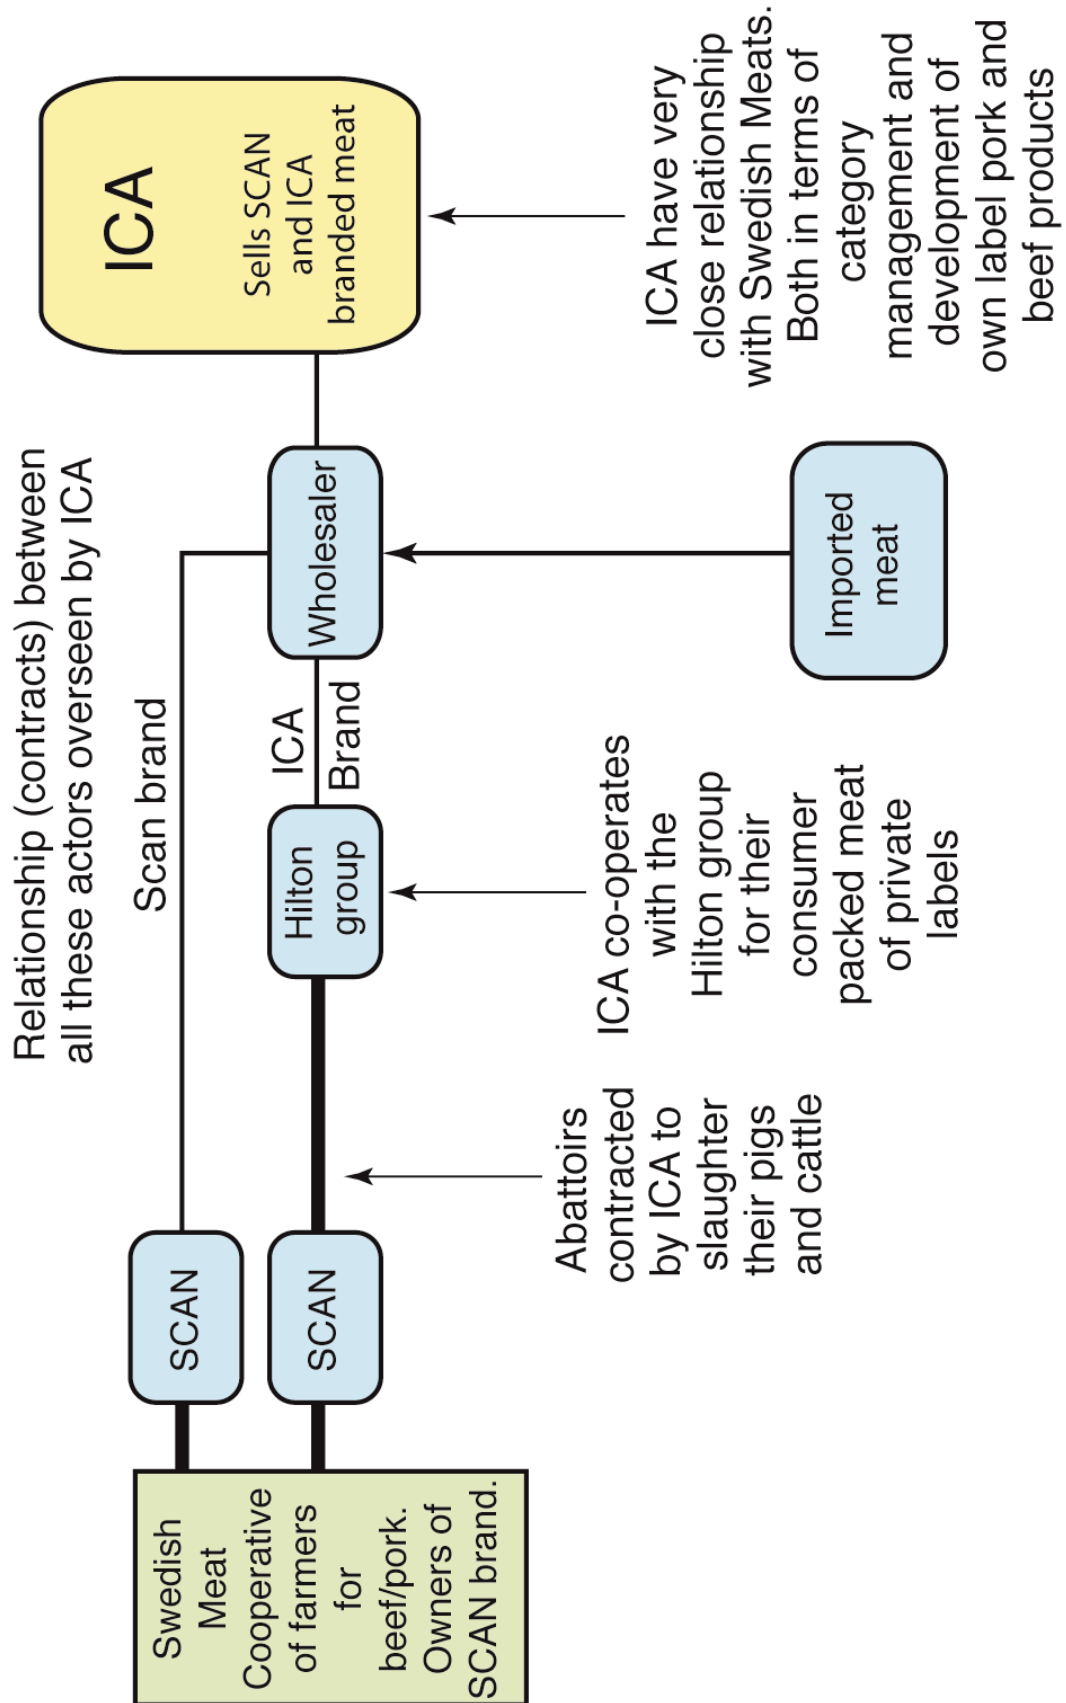 Relationship (contracts) between
all these actors overseen by ICA
Swedish
Meat
Cooperative
of farmers
for
beef/pork.
Owners of
SCAN brand.
SCAN
SCAN
Scan brand
Hilton
group
ICA
Brand
Wholesaler
ICA
Sells SCAN
and ICA
branded meat
Abattoirs
contracted
by ICA to
slaughter
their pigs
and cattle
ICA co-operates
with the
Hilton group
for their
consumer
packed meat
of private
labels
Imported
meat
ICA have very
close relationship
with Swedish Meats.
Both in terms of
category
management and
development of
own label pork and
beef products